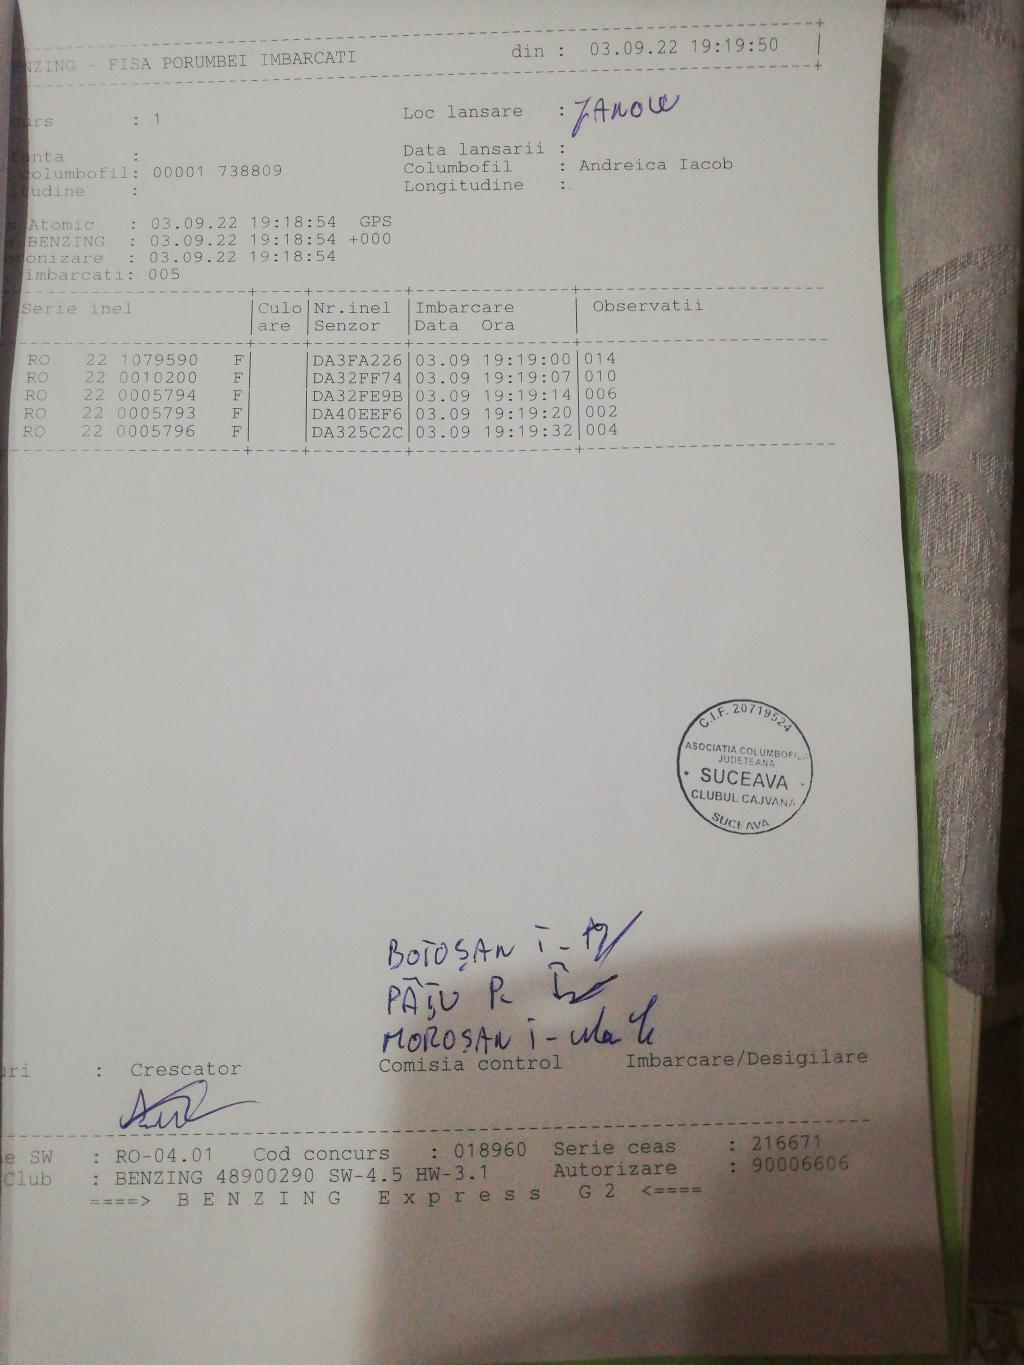 NZING - FISA PORUMBEI IMBARCATI din : 03.09.22 19:19:50
urs : 1 Loc lansare :
anta : Data lansarii :
olumbofil: 00001 738809 Columbofil : Andreica Iacob
tudine : Longitudine :
Atomic : 03.09.22 19:18:54 GPS
BENZING : 03.09.22 19:18:54 +000
onizare : 03.09.22 19:18:54
imbarcati: 005
Serie inel Culo Nr.inel Imbarcare Observatii
are Senzor Data Ora
RO 22 1079590 F DA3FA226 03.09 19:19:00 014
RO 22 0010200 F DA32FF74 03.09 19:19:07 010
RO 22 0005794 F DA32FE9B 03.09 19:19:14 006
RO 22 0005793 F DA40EEF6 03.09 19:19:20 002
RO 22 0005796 F DA325C2C 03.09 19:19:32 004
C.I.F. 20719524
ASOCIATIA COLUMBOFILA
JUDETEANA
SUCEAVA
CLUBUL CAJVANA
SUCEAVA
BOTOȘAN I -
PÂȚU P.
MOROȘAN I -
uri : Crescator Comisia control Imbarcare/Desigilare
e SW : RO-04.01 Cod concurs : 018960 Serie ceas : 216671
Club : BENZING 48900290 SW-4.5 HW-3.1 Autorizare : 90006606
====> B E N Z I N G E x p r e s s G 2 <====